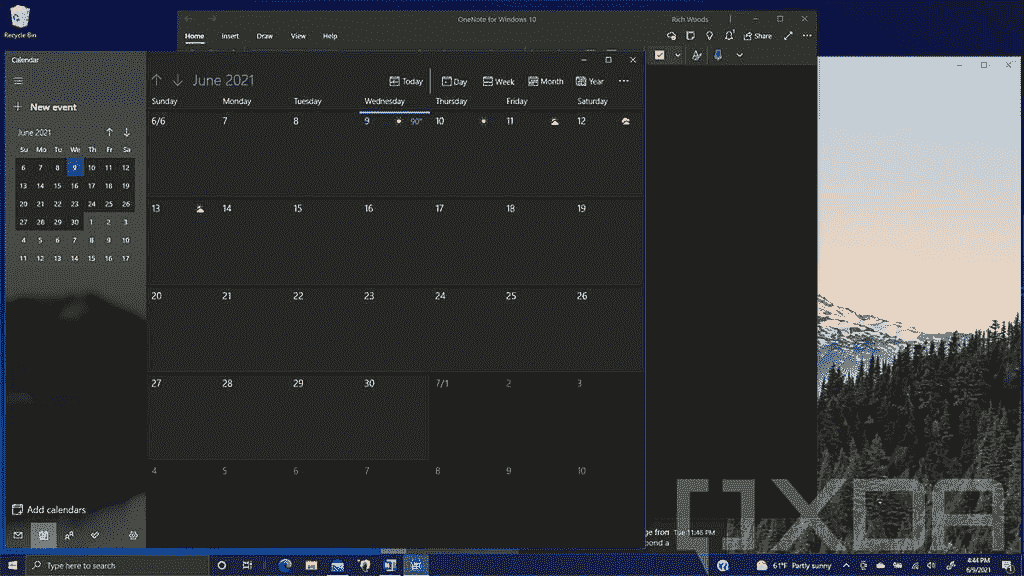 Recycle Bin
OneNote for Windows 10
Rich Woods
Home Insert Draw View Help
Share
Calendar
New event
June 2021
Su Mo Tu We Th Fr Sa
6 7 8 9 10 11 12
13 14 15 16 17 18 19
20 21 22 23 24 25 26
27 28 29 30 1 2 3
4 5 6 7 8 9 10
11 12 13 14 15 16 17
Add calendars
June 2021
Today Day Week Month Year
Sunday Monday Tuesday Wednesday Thursday Friday Saturday
6/6 7 8 9 90° 10 11 12
13 14 15 16 17 18 19
20 21 22 23 24 25 26
27 28 29 30 7/1 2 3
4 5 6 7 8 9 10
ge from Tue 11:46 PM
pond a
XDA
Type here to search
61°F Partly sunny
4:44 PM
6/9/2021